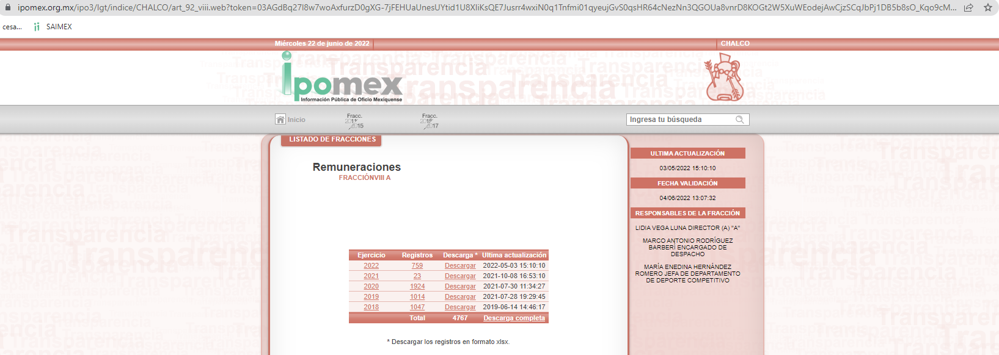 ipomex.org.mx/ipo3/lgt/indice/CHALCO/art_92_viii.web?token=03AGdBq27I8w7woAxfurzD0gXG-7jFEHUaUnesUYtid1U8XIiKsQE7Jusrr4wxiN0q1Tnfmi01qyeujGvS0qsHR64cNezNn3QGOUa8vnrD8KOGt2W5XuWEodejAwCjzSCqJbPj1DB5b8sO_Kqo9cM...
cesa... SAIMEX
Miércoles 22 de junio de 2022 CHALCO
Transparencia
ipomex
Información Pública de Oficio Mexiquense
Inicio
Fracc.
2015
Fracc.
2017
Ingresa tu búsqueda
LISTADO DE FRACCIONES
Remuneraciones
FRACCIÓNVIII A
Ejercicio Registros Descarga * Ultima actualización
2022 759 Descargar 2022-05-03 15:10:10
2021 23 Descargar 2021-10-08 16:53:10
2020 1924 Descargar 2021-07-30 11:34:27
2019 1014 Descargar 2021-07-28 19:29:45
2018 1047 Descargar 2019-06-14 14:46:17
Total 4767 Descarga completa
* Descargar los registros en formato xlsx.
ULTIMA ACTUALIZACIÓN
03/05/2022 15:10:10
FECHA VALIDACIÓN
04/06/2022 13:07:32
RESPONSABLES DE LA FRACCIÓN
LIDIA VEGA LUNA DIRECTOR (A) "A"
MARCO ANTONIO RODRÍGUEZ
BARBERÍ ENCARGADO DE
DESPACHO
MARÍA ENEDINA HERNÁNDEZ
ROMERO JEFA DE DEPARTAMENTO
DE DEPORTE COMPETITIVO